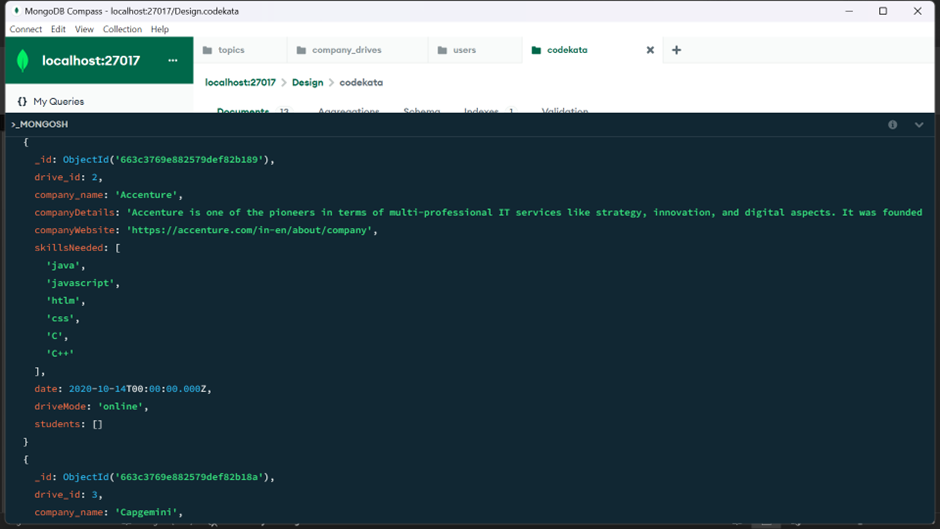 MongoDB Compass - localhost:27017/Design.codekata
Connect Edit View Collection Help
localhost:27017 ...
topics company_drives users codekata
localhost:27017 > Design > codekata
{} My Queries
Documents 13 Aggregations Schema Indexes 1 Validation
>_MONGOSH
{
_id: ObjectId('663c3769e882579def82b189'),
drive_id: 2,
company_name: 'Accenture',
companyDetails: 'Accenture is one of the pioneers in terms of multi-professional IT services like strategy, innovation, and digital aspects. It was founded
companyWebsite: 'https://accenture.com/in-en/about/company',
skillsNeeded: [
'java',
'javascript',
'htlm',
'css',
'C',
'C++'
],
date: 2020-10-14T00:00:00.000Z,
driveMode: 'online',
students: []
}
{
_id: ObjectId('663c3769e882579def82b18a'),
drive_id: 3,
company_name: 'Capgemini',